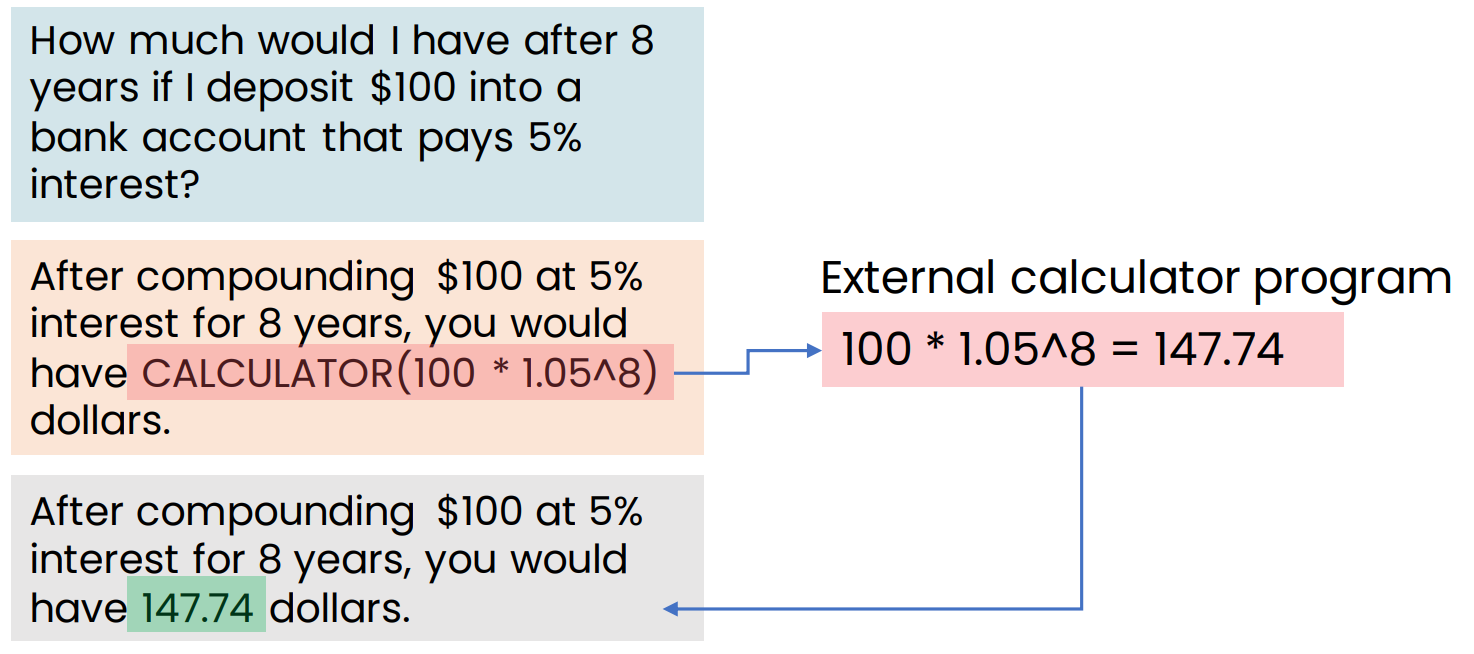 How much would I have after 8
years if I deposit $100 into a
bank account that pays 5%
interest?
After compounding $100 at 5%
interest for 8 years, you would
have CALCULATOR(100 * 1.05^8)
dollars.
External calculator program
100 * 1.05^8 = 147.74
After compounding $100 at 5%
interest for 8 years, you would
have 147.74 dollars.